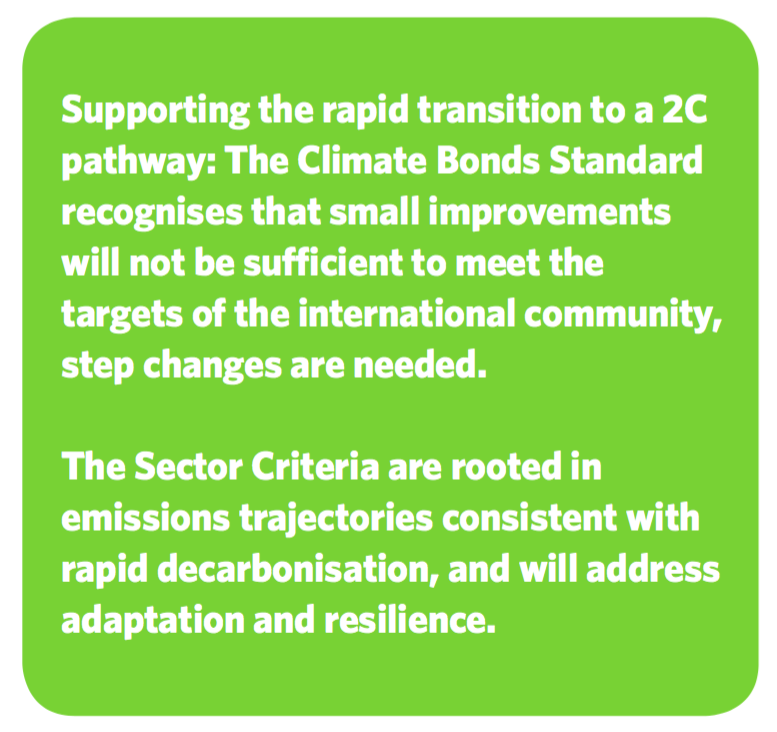 Supporting the rapid transition to a 2C
pathway: The Climate Bonds Standard
recognises that small improvements
will not be sufficient to meet the
targets of the international community,
step changes are needed.
The Sector Criteria are rooted in
emissions trajectories consistent with
rapid decarbonisation, and will address
adaptation and resilience.